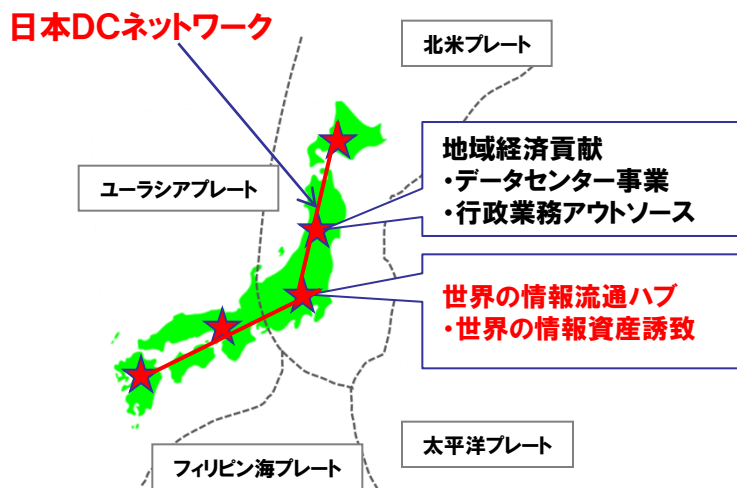 日本DCネットワーク
北米プレート
地域経済貢献
・データセンター事業
・行政業務アウトソース
ユーラシアプレート
世界の情報流通ハブ
・世界の情報資産誘致
太平洋プレート
フィリピン海プレート